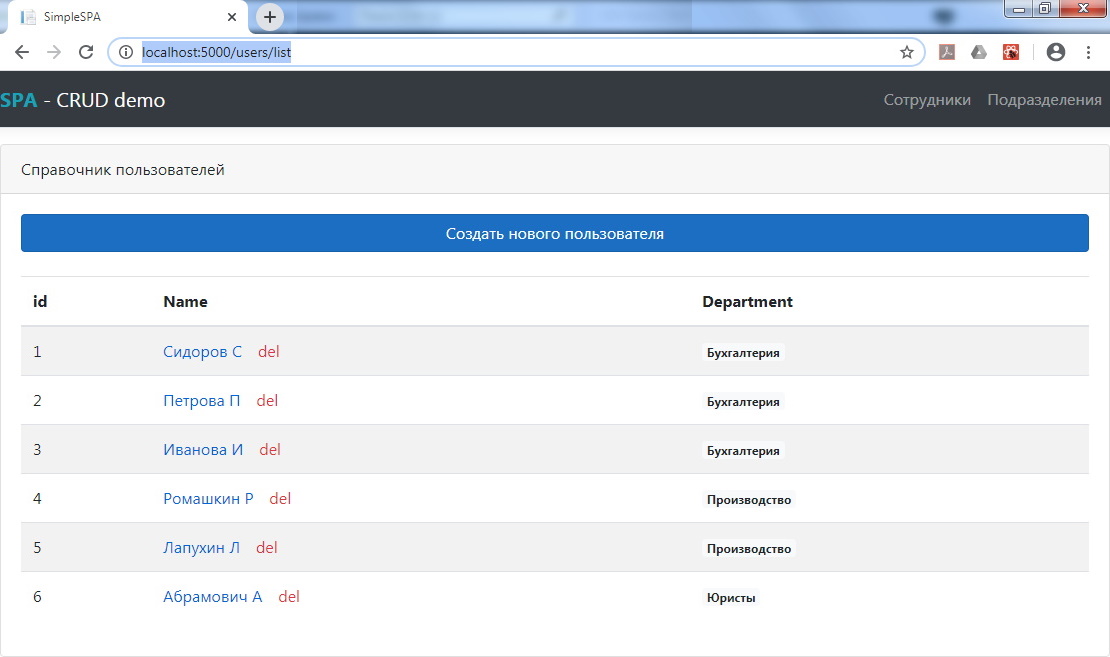 SimpleSPA
localhost:5000/users/list
SPA - CRUD demo Сотрудники Подразделения
Справочник пользователей
Создать нового пользователя
id Name Department
1 Сидоров С del Бухгалтерия
2 Петрова П del Бухгалтерия
3 Иванова И del Бухгалтерия
4 Ромашкин Р del Производство
5 Лапухин Л del Производство
6 Абрамович А del Юристы